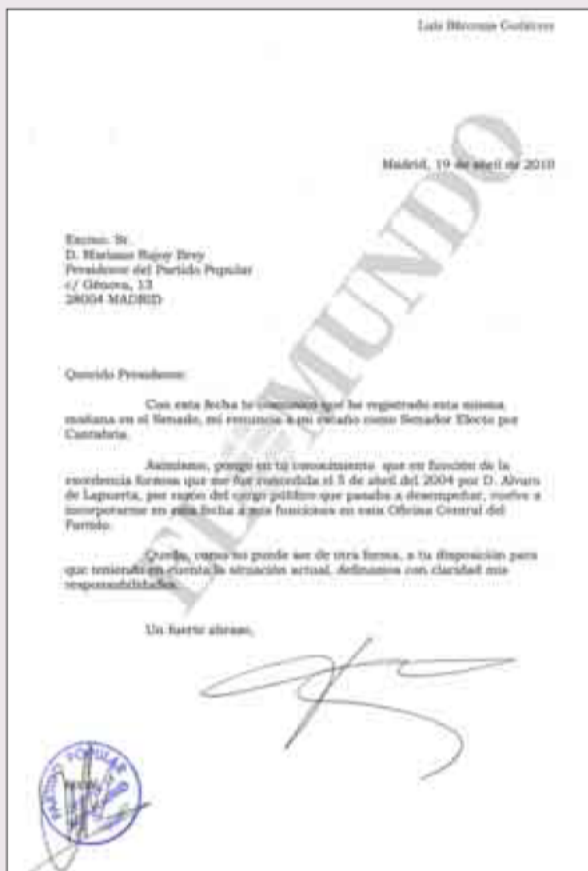 Luis Bárcenas Gutiérrez
Madrid, 19 de abril de 2010
Excmo. Sr.
D. Mariano Rajoy Brey
Presidente del Partido Popular
c/ Génova, 13
28004 MADRID
Querido Presidente:
Con esta fecha te comunico que he registrado esta misma
mañana en el Senado, mi renuncia a mi escaño como Senador Electo por
Cantabria.
Asimismo, pongo en tu conocimiento que en función de la
excedencia forzosa que me fue concedida el 5 de abril del 2004 por D. Alvaro
de Lapuerta, por razón del cargo público que pasaba a desempeñar, vuelvo a
incorporarme en esta fecha a mis funciones en esta Oficina Central del
Partido.
Quedo, como no puede ser de otra forma, a tu disposición para
que teniendo en cuenta la situación actual, definamos con claridad mis
responsabilidades.
Un fuerte abrazo,
EL MUNDO
PARTIDO POPULAR